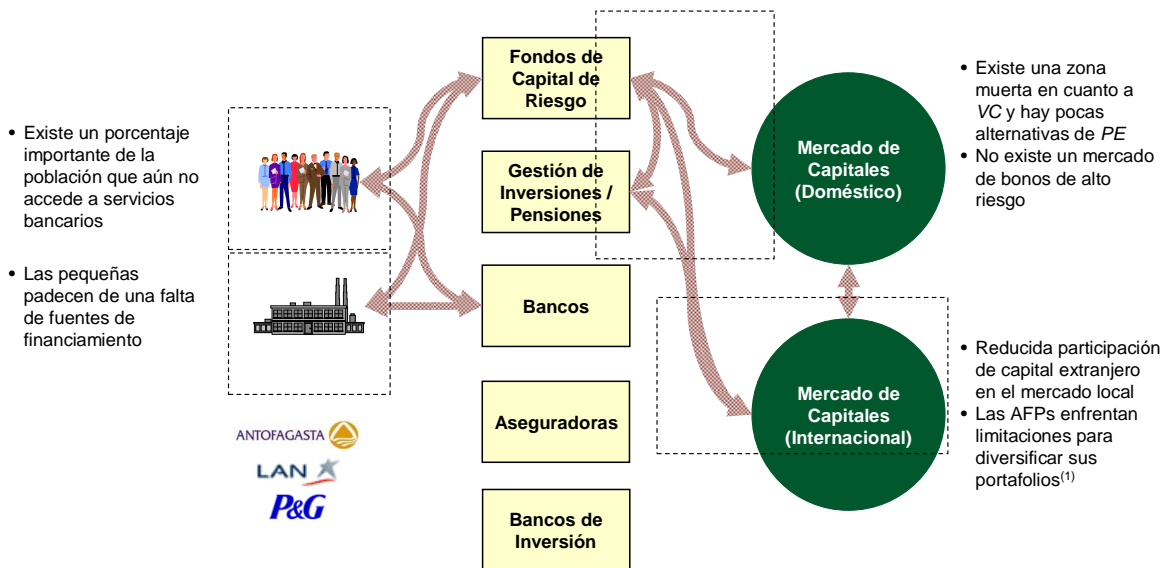 • Existe un porcentaje
importante de la
población que aún no
accede a servicios
bancarios
• Las pequeñas
padecen de una falta
de fuentes de
financiamiento
ANTOFAGASTA
LAN
P&G
Fondos de
Capital de
Riesgo
Gestión de
Inversiones /
Pensiones
Bancos
Aseguradoras
Bancos de
Inversión
Mercado de
Capitales
(Doméstico)
Mercado de
Capitales
(Internacional)
• Existe una zona
muerta en cuanto a
VC y hay pocas
alternativas de PE
• No existe un mercado
de bonos de alto
riesgo
• Reducida participación
de capital extranjero
en el mercado local
• Las AFPs enfrentan
limitaciones para
diversificar sus
portafolios(1)